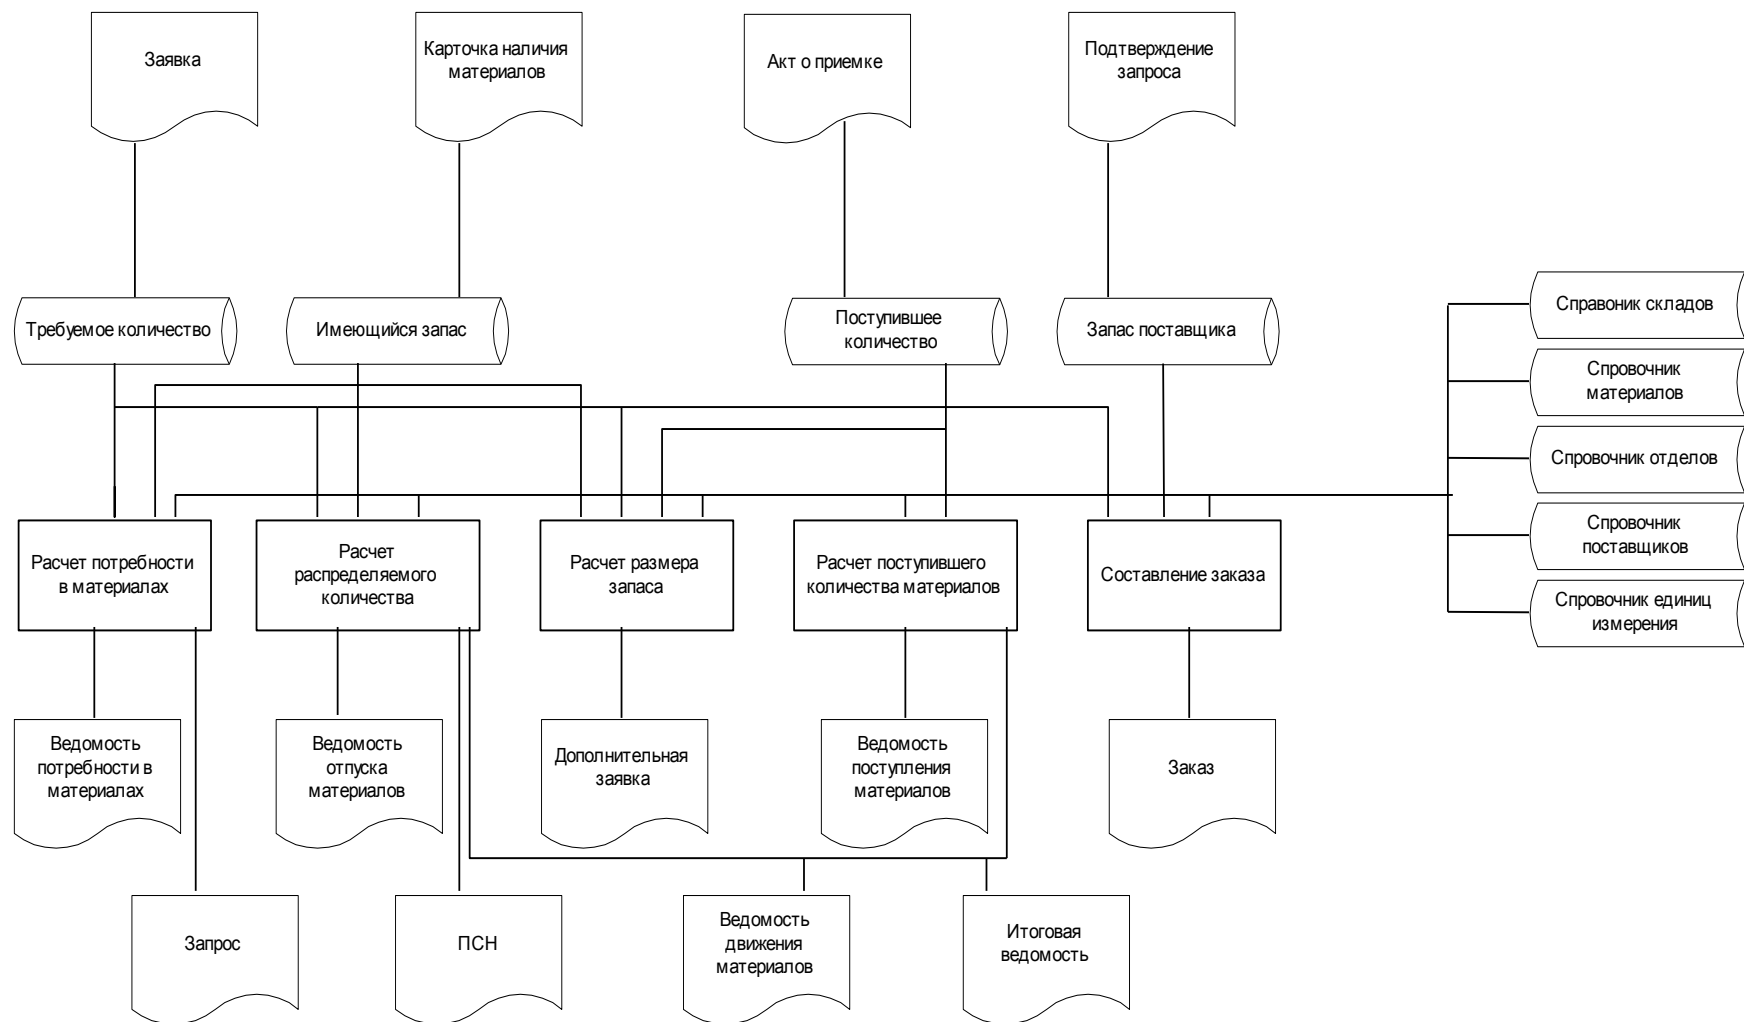 Заявка
Карточка наличия
материалов
Акт о приемке
Подтверждение
запроса
Требуемое количество
Имеющийся запас
Поступившее
количество
Запас поставщика
Справоник складов
Спровочник
материалов
Спровочник отделов
Спровочник
поставщиков
Спровочник единиц
измерения
Расчет потребности
в материалах
Расчет
распределяемого
количества
Расчет размера
запаса
Расчет поступившего
количества материалов
Составление заказа
Ведомость
потребности в
материалах
Ведомость
отпуска
материалов
Дополнительная
заявка
Ведомость
поступления
материалов
Заказ
Запрос
ПСН
Ведомость
движения
материалов
Итоговая
ведомость